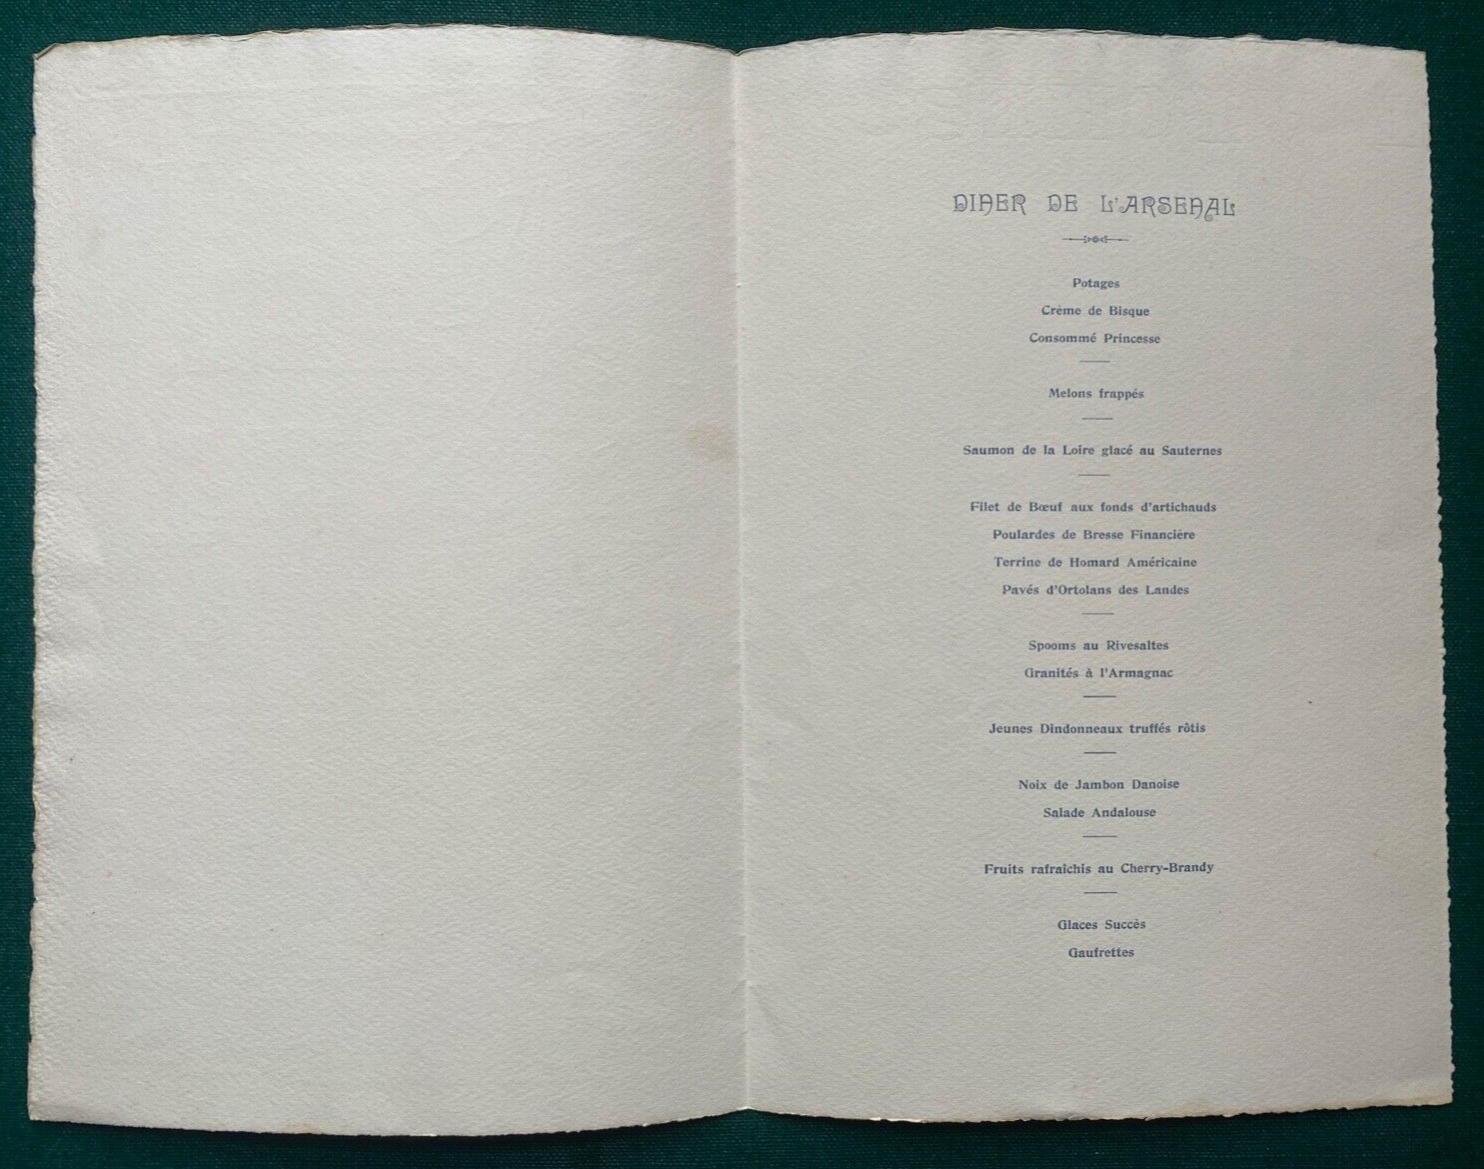 DINER DE L'ARSENAL
Potages
Crème de Bisque
Consommé Princesse
Melons frappés
Saumon de la Loire glacé au Sauternes
Filet de Bœuf aux fonds d'artichauds
Poulardes de Bresse Financière
Terrine de Homard Américaine
Pavés d'Ortolans des Landes
Spooms au Rivesaltes
Granités à l'Armagnac
Jeunes Dindonneaux truffés rôtis
Noix de Jambon Danoise
Salade Andalouse
Fruits rafraîchis au Cherry-Brandy
Glaces Succès
Gaufrettes